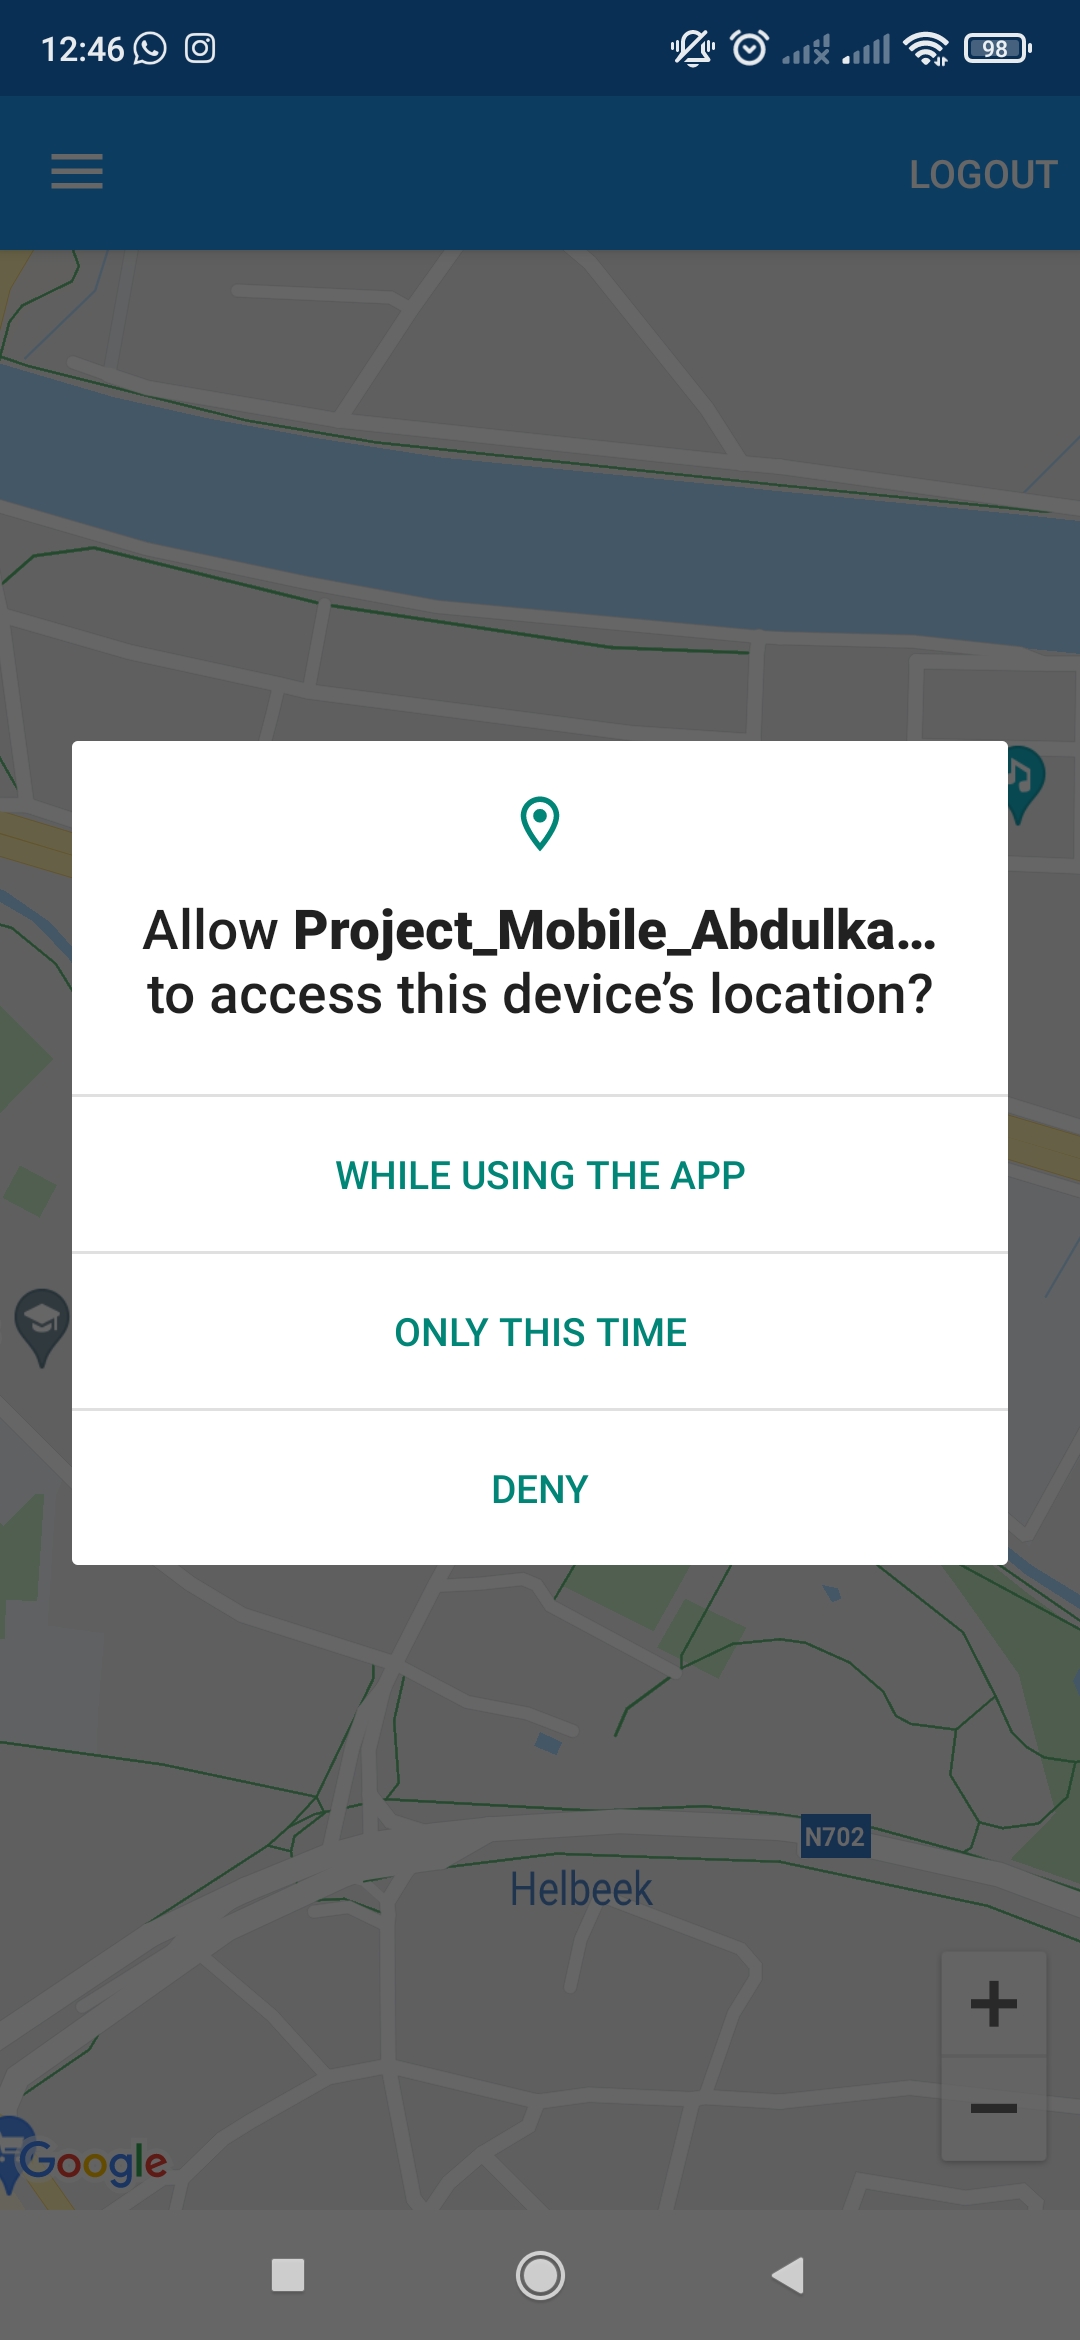 12:46
98
LOGOUT
Allow Project_Mobile_Abdulka...
to access this device’s location?
WHILE USING THE APP
ONLY THIS TIME
DENY
N702
Helbeek
+
−
Google